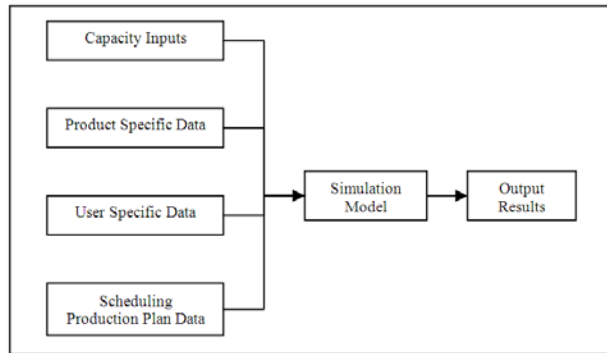 Capacity Inputs
Product Specific Data
User Specific Data
Scheduling
Production Plan Data
Simulation
Model
Output
Results